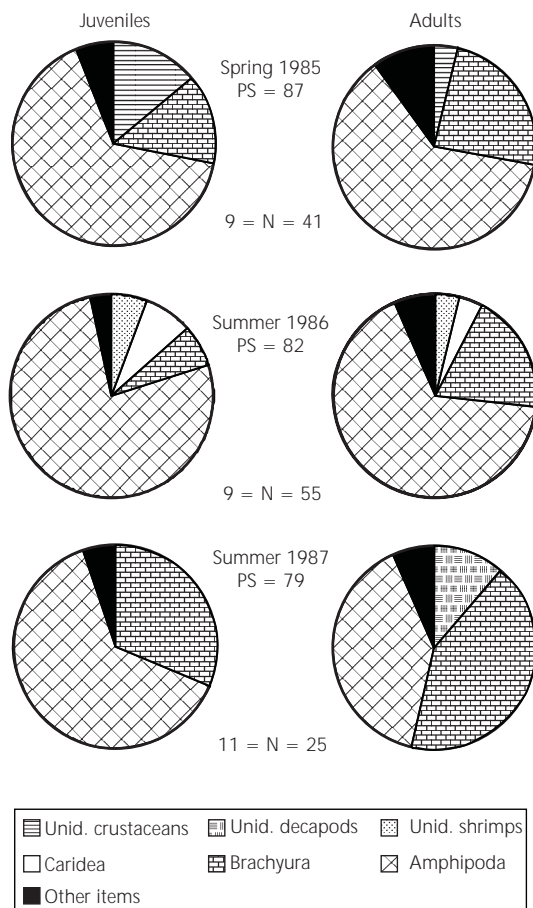 Juveniles
Adults
Spring 1985
PS = 87
9 = N = 41
Summer 1986
PS = 82
9 = N = 55
Summer 1987
PS = 79
11 = N = 25
Unid. crustaceans Unid. decapods Unid. shrimps
Caridea Brachyura Amphipoda
Other items